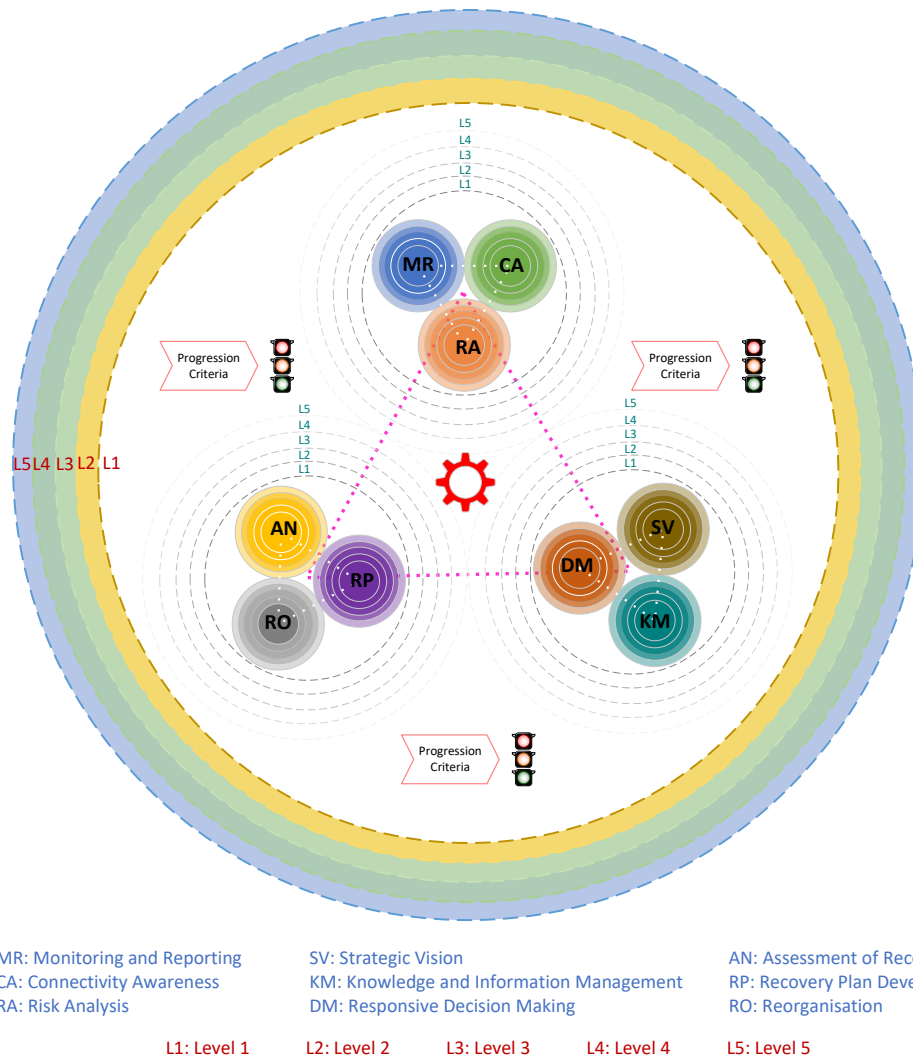 L5
L4
L3
L2
L1
MR
CA
RA
Progression
Criteria
Progression
Criteria
L5
L4
L3
L2
L1
L5
L4
L3
L2
L1
L5 L4 L3 L2 L1
AN
RP
RO
SV
DM
KM
Progression
Criteria
MR: Monitoring and Reporting
CA: Connectivity Awareness
RA: Risk Analysis
SV: Strategic Vision
KM: Knowledge and Information Management
DM: Responsive Decision Making
AN: Assessment of
RP: Recovery Plan
RO: Reorganisation
L1: Level 1 L2: Level 2 L3: Level 3 L4: Level 4 L5: Level 5